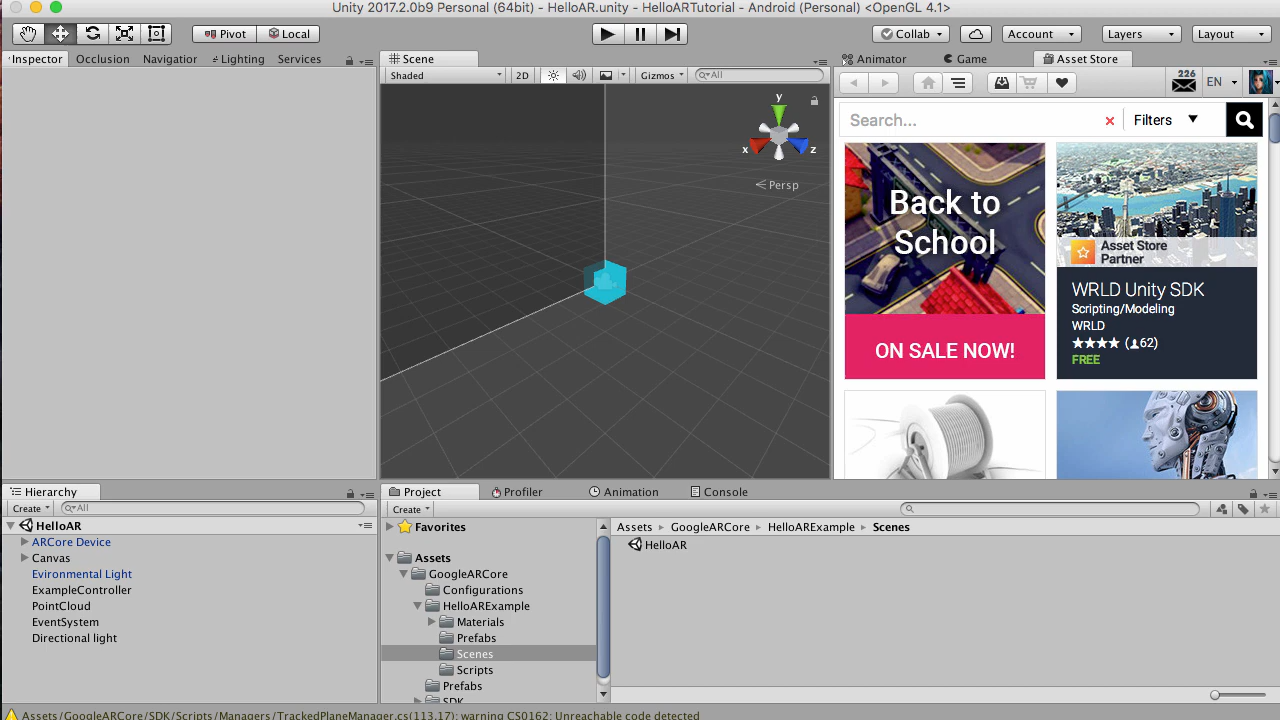 Unity 2017.2.0b9 Personal (64bit) - HelloAR.unity - HelloARTutorial - Android (Personal) <OpenGL 4.1>
Pivot Local Collab Account Layers Layout
Inspector Occlusion Navigator Lighting Services
Scene
Shaded 2D Gizmos All
y
x
z
Persp
Animator Game Asset Store
226
EN
Search... Filters
Back to
School
ON SALE NOW!
Asset Store
Partner
WRLD Unity SDK
Scripting/Modeling
WRLD
(62)
FREE
Hierarchy
Create All
HelloAR
ARCore Device
Canvas
Evironmental Light
ExampleController
PointCloud
EventSystem
Directional light
Project Profiler Animation Console
Create
Favorites
Assets
GoogleARCore
Configurations
HelloARExample
Materials
Prefabs
Scenes
Scripts
Prefabs
SDK
Assets GoogleARCore HelloARExample Scenes
HelloAR
Assets/GoogleARCore/SDK/Scripts/Managers/TrackedPlaneManager.cs(113,17): warning CS0162: Unreachable code detected